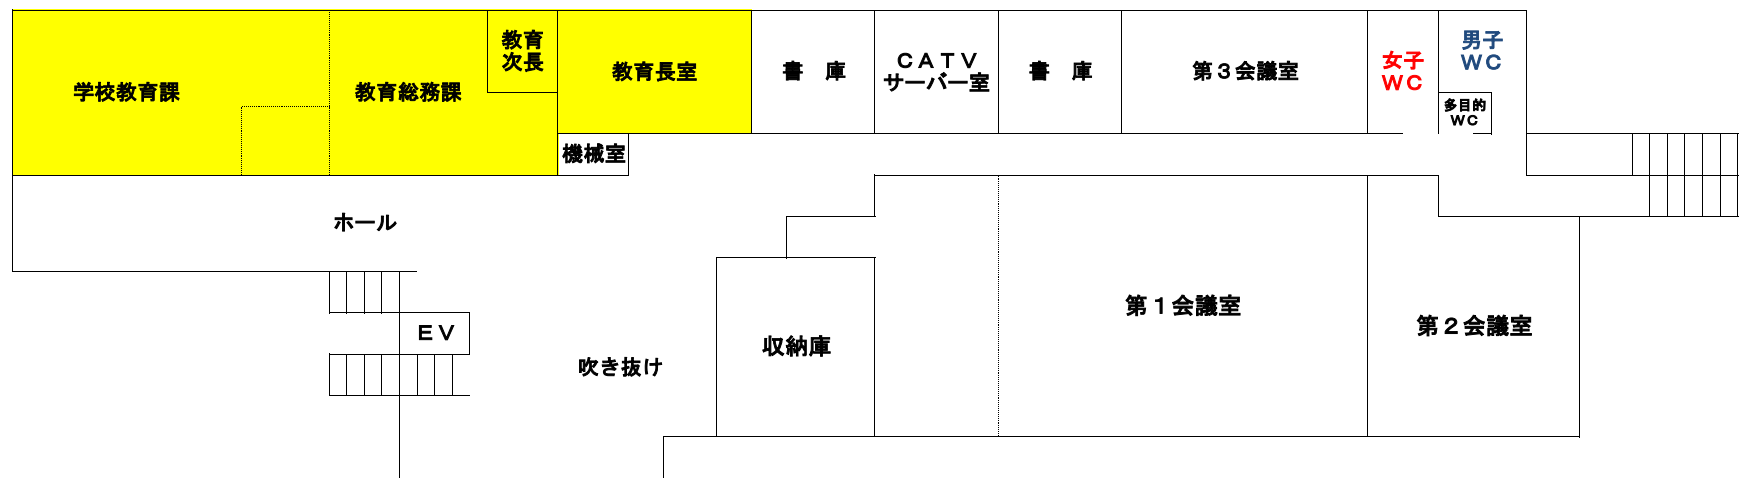 学校教育課
教育総務課
教育
次長
教育長室
書　庫
ＣＡＴＶ
サーバー室
書　庫
第３会議室
女子
ＷＣ
男子
ＷＣ
多目的
ＷＣ
機械室
ホール
ＥＶ
吹き抜け
収納庫
第１会議室
第２会議室